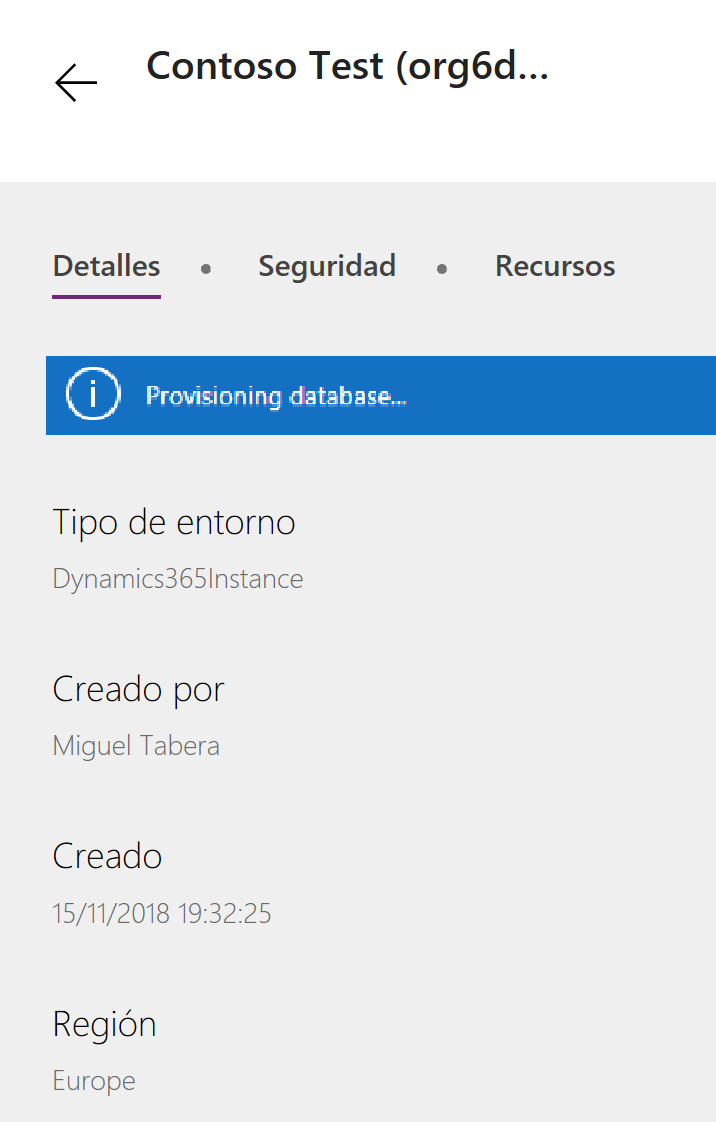 Contoso Test (org6d...
Detalles • Seguridad • Recursos
Provisioning database...
Tipo de entorno
Dynamics365Instance
Creado por
Miguel Tabera
Creado
15/11/2018 19:32:25
Región
Europe